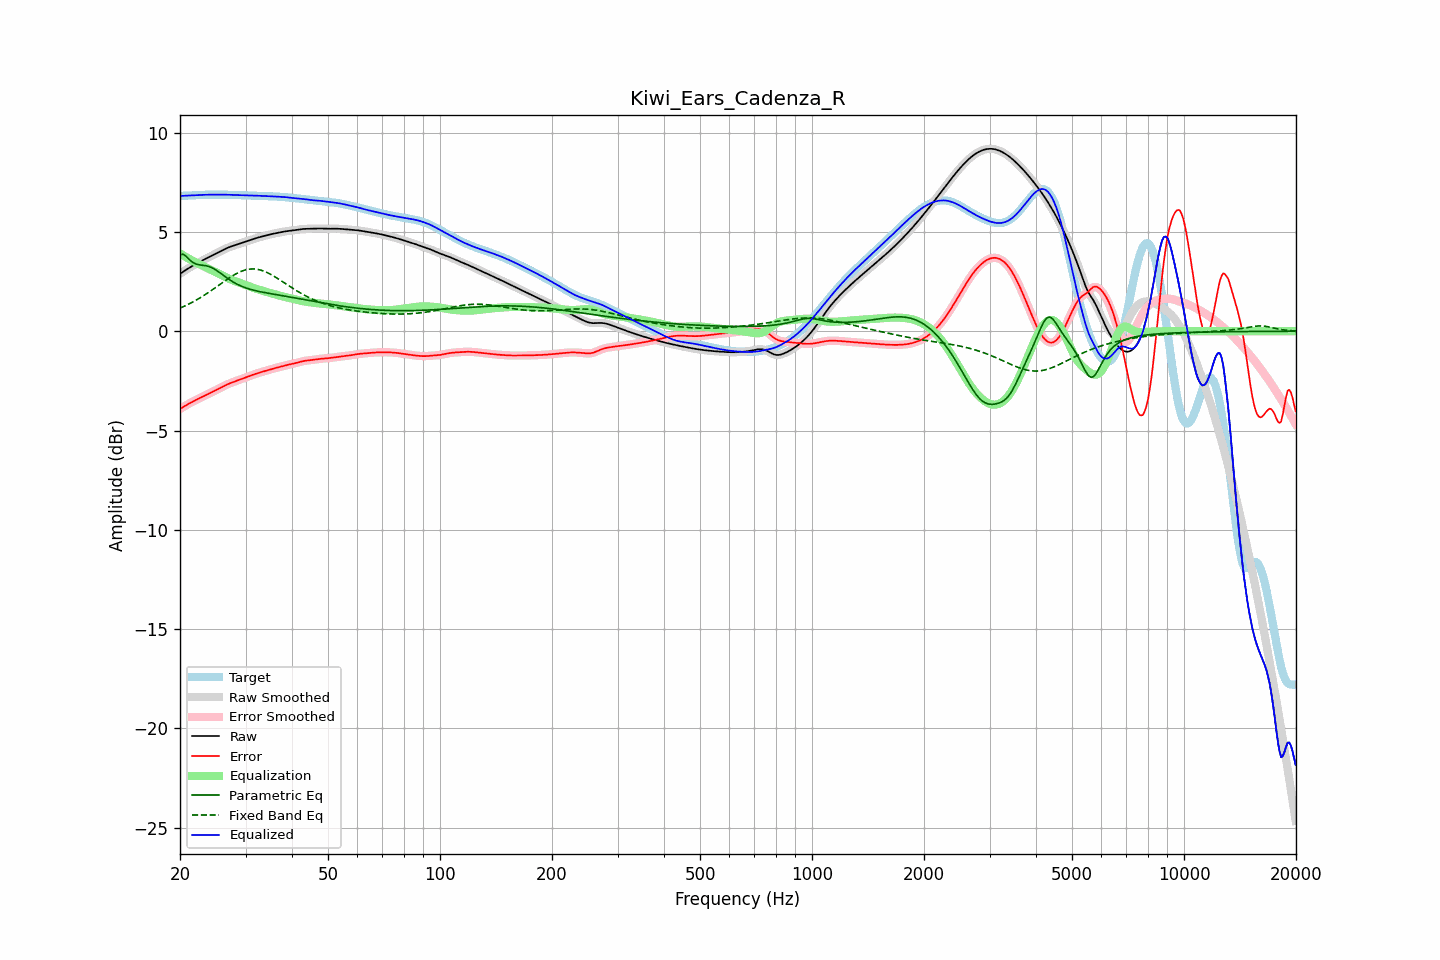 Kiwi_Ears_Cadenza_R
10
5
0
−5
−10
−15
−20
−25
Amplitude (dBr)
Target
Raw Smoothed
Error Smoothed
Raw
Error
Equalization
Parametric Eq
Fixed Band Eq
Equalized
20
50
100
200
500
1000
2000
5000
10000
20000
Frequency (Hz)